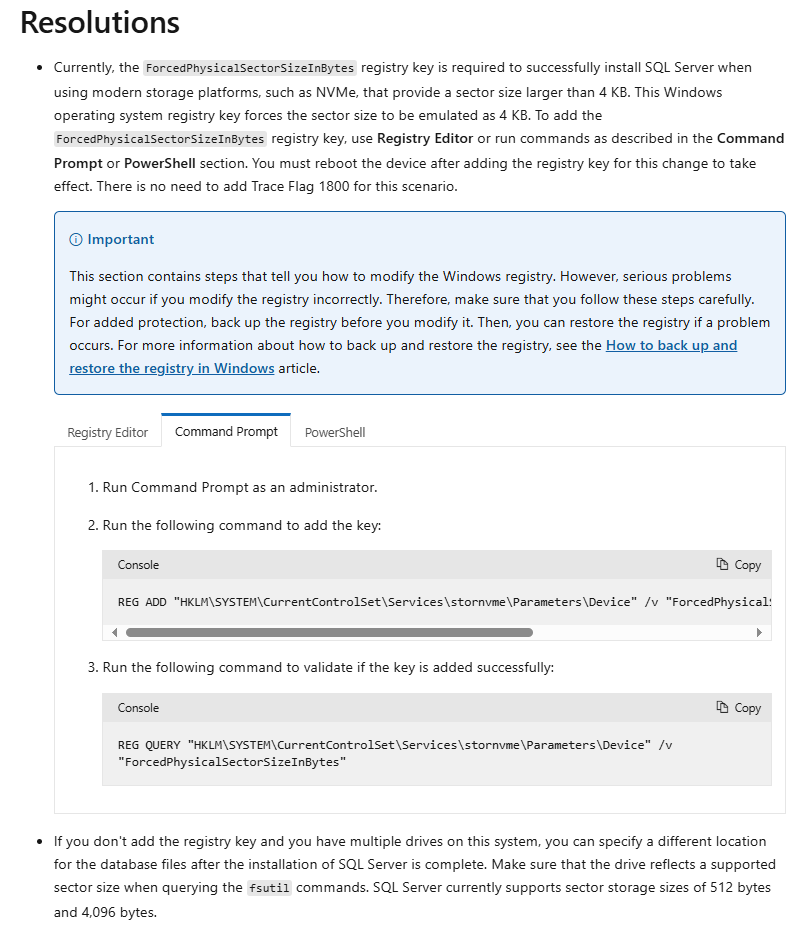 Resolutions
• Currently, the ForcedPhysicalSectorSizeInBytes registry key is required to successfully install SQL Server when
using modern storage platforms, such as NVMe, that provide a sector size larger than 4 KB. This Windows
operating system registry key forces the sector size to be emulated as 4 KB. To add the
ForcedPhysicalSectorSizeInBytes registry key, use Registry Editor or run commands as described in the Command
Prompt or PowerShell section. You must reboot the device after adding the registry key for this change to take
effect. There is no need to add Trace Flag 1800 for this scenario.
Important
This section contains steps that tell you how to modify the Windows registry. However, serious problems
might occur if you modify the registry incorrectly. Therefore, make sure that you follow these steps carefully.
For added protection, back up the registry before you modify it. Then, you can restore the registry if a problem
occurs. For more information about how to back up and restore the registry, see the How to back up and
restore the registry in Windows article.
Registry Editor Command Prompt PowerShell
1. Run Command Prompt as an administrator.
2. Run the following command to add the key:
Console Copy
REG ADD "HKLM\SYSTEM\CurrentControlSet\Services\stornvme\Parameters\Device" /v "ForcedPhysical
3. Run the following command to validate if the key is added successfully:
Console Copy
REG QUERY "HKLM\SYSTEM\CurrentControlSet\Services\stornvme\Parameters\Device" /v
"ForcedPhysicalSectorSizeInBytes"
• If you don't add the registry key and you have multiple drives on this system, you can specify a different location
for the database files after the installation of SQL Server is complete. Make sure that the drive reflects a supported
sector size when querying the fsutil commands. SQL Server currently supports sector storage sizes of 512 bytes
and 4,096 bytes.